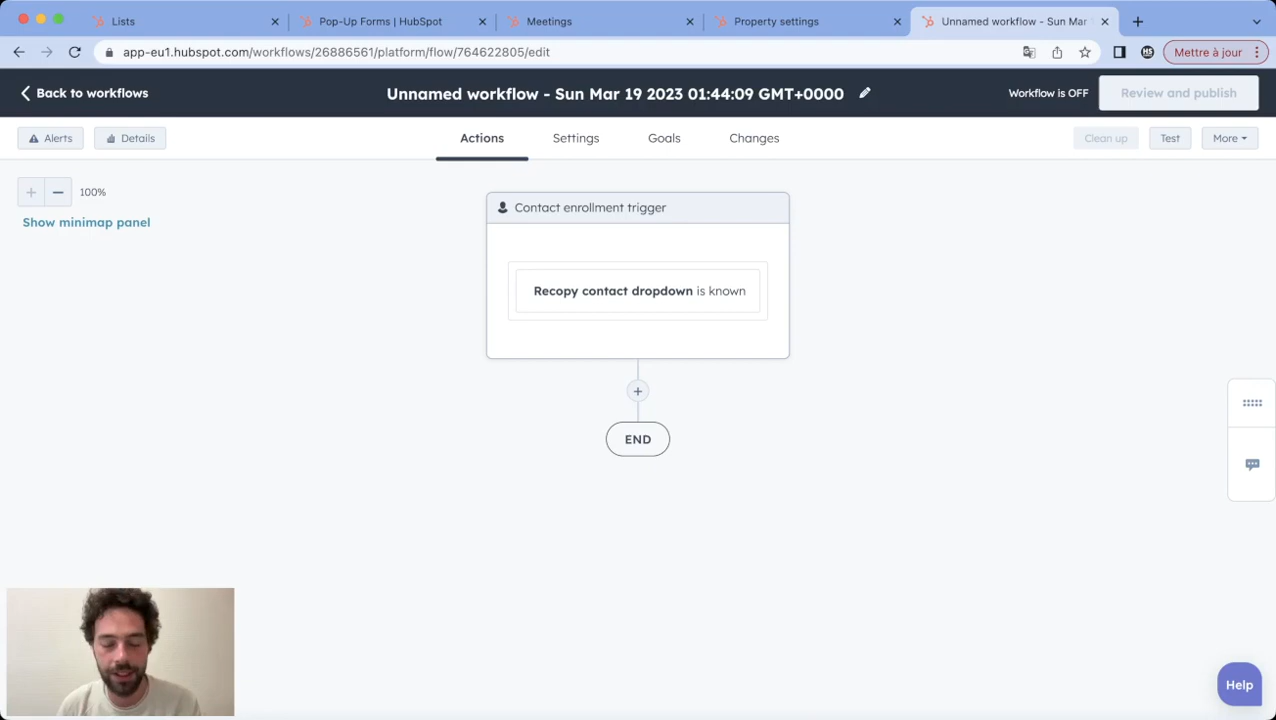 Lists
Pop-Up Forms | HubSpot
Meetings
Property settings
Unnamed workflow - Sun Mar
app-eu1.hubspot.com/workflows/26886561/platform/flow/764622805/edit
Mettre à jour
Back to workflows
Unnamed workflow - Sun Mar 19 2023 01:44:09 GMT+0000
Workflow is OFF
Review and publish
Alerts
Details
Actions
Settings
Goals
Changes
Clean up
Test
More
100%
Show minimap panel
Contact enrollment trigger
Recopy contact dropdown is known
END
Help